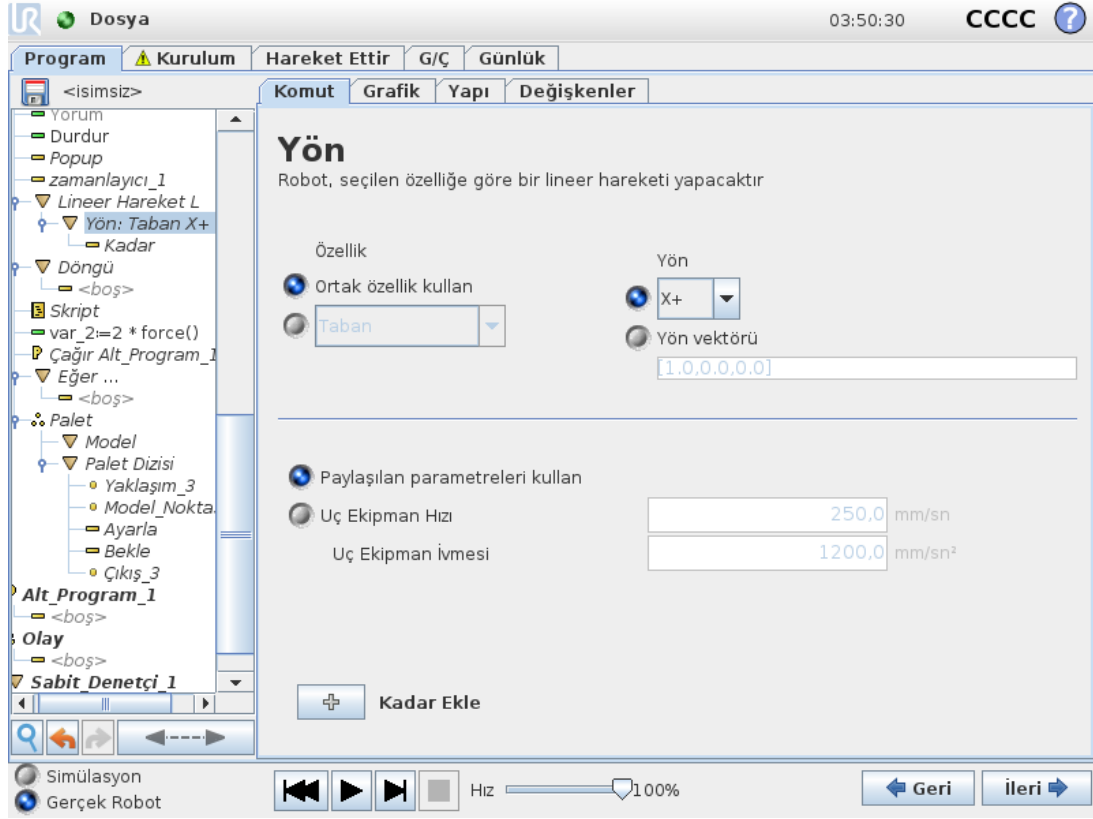 UR Dosya 03:50:30 CCCC ?
Program Kurulum Hareket Ettir G/Ç Günlük
<isimsiz>
Komut Grafik Yapı Değişkenler
Yorum
Durdur
Popup
zamanlayıcı_1
Lineer Hareket L
Yön: Taban X+
Kadar
Döngü
<boş>
Skript
var_2≔2 * force()
Çağır Alt_Program_1
Eğer ...
<boş>
Palet
Model
Palet Dizisi
Yaklaşım_3
Model_Nokta
Ayarla
Bekle
Çıkış_3
Alt_Program_1
<boş>
Olay
<boş>
Sabit_Denetçi_1
Yön
Robot, seçilen özelliğe göre bir lineer hareketi yapacaktır
Özellik
Ortak özellik kullan
Taban
Yön
X+
Yön vektörü
[1.0,0.0,0.0]
Paylaşılan parametreleri kullan
Uç Ekipman Hızı 250,0 mm/sn
Uç Ekipman İvmesi 1200,0 mm/sn²
Kadar Ekle
Simülasyon
Gerçek Robot
Hız 100%
Geri İleri